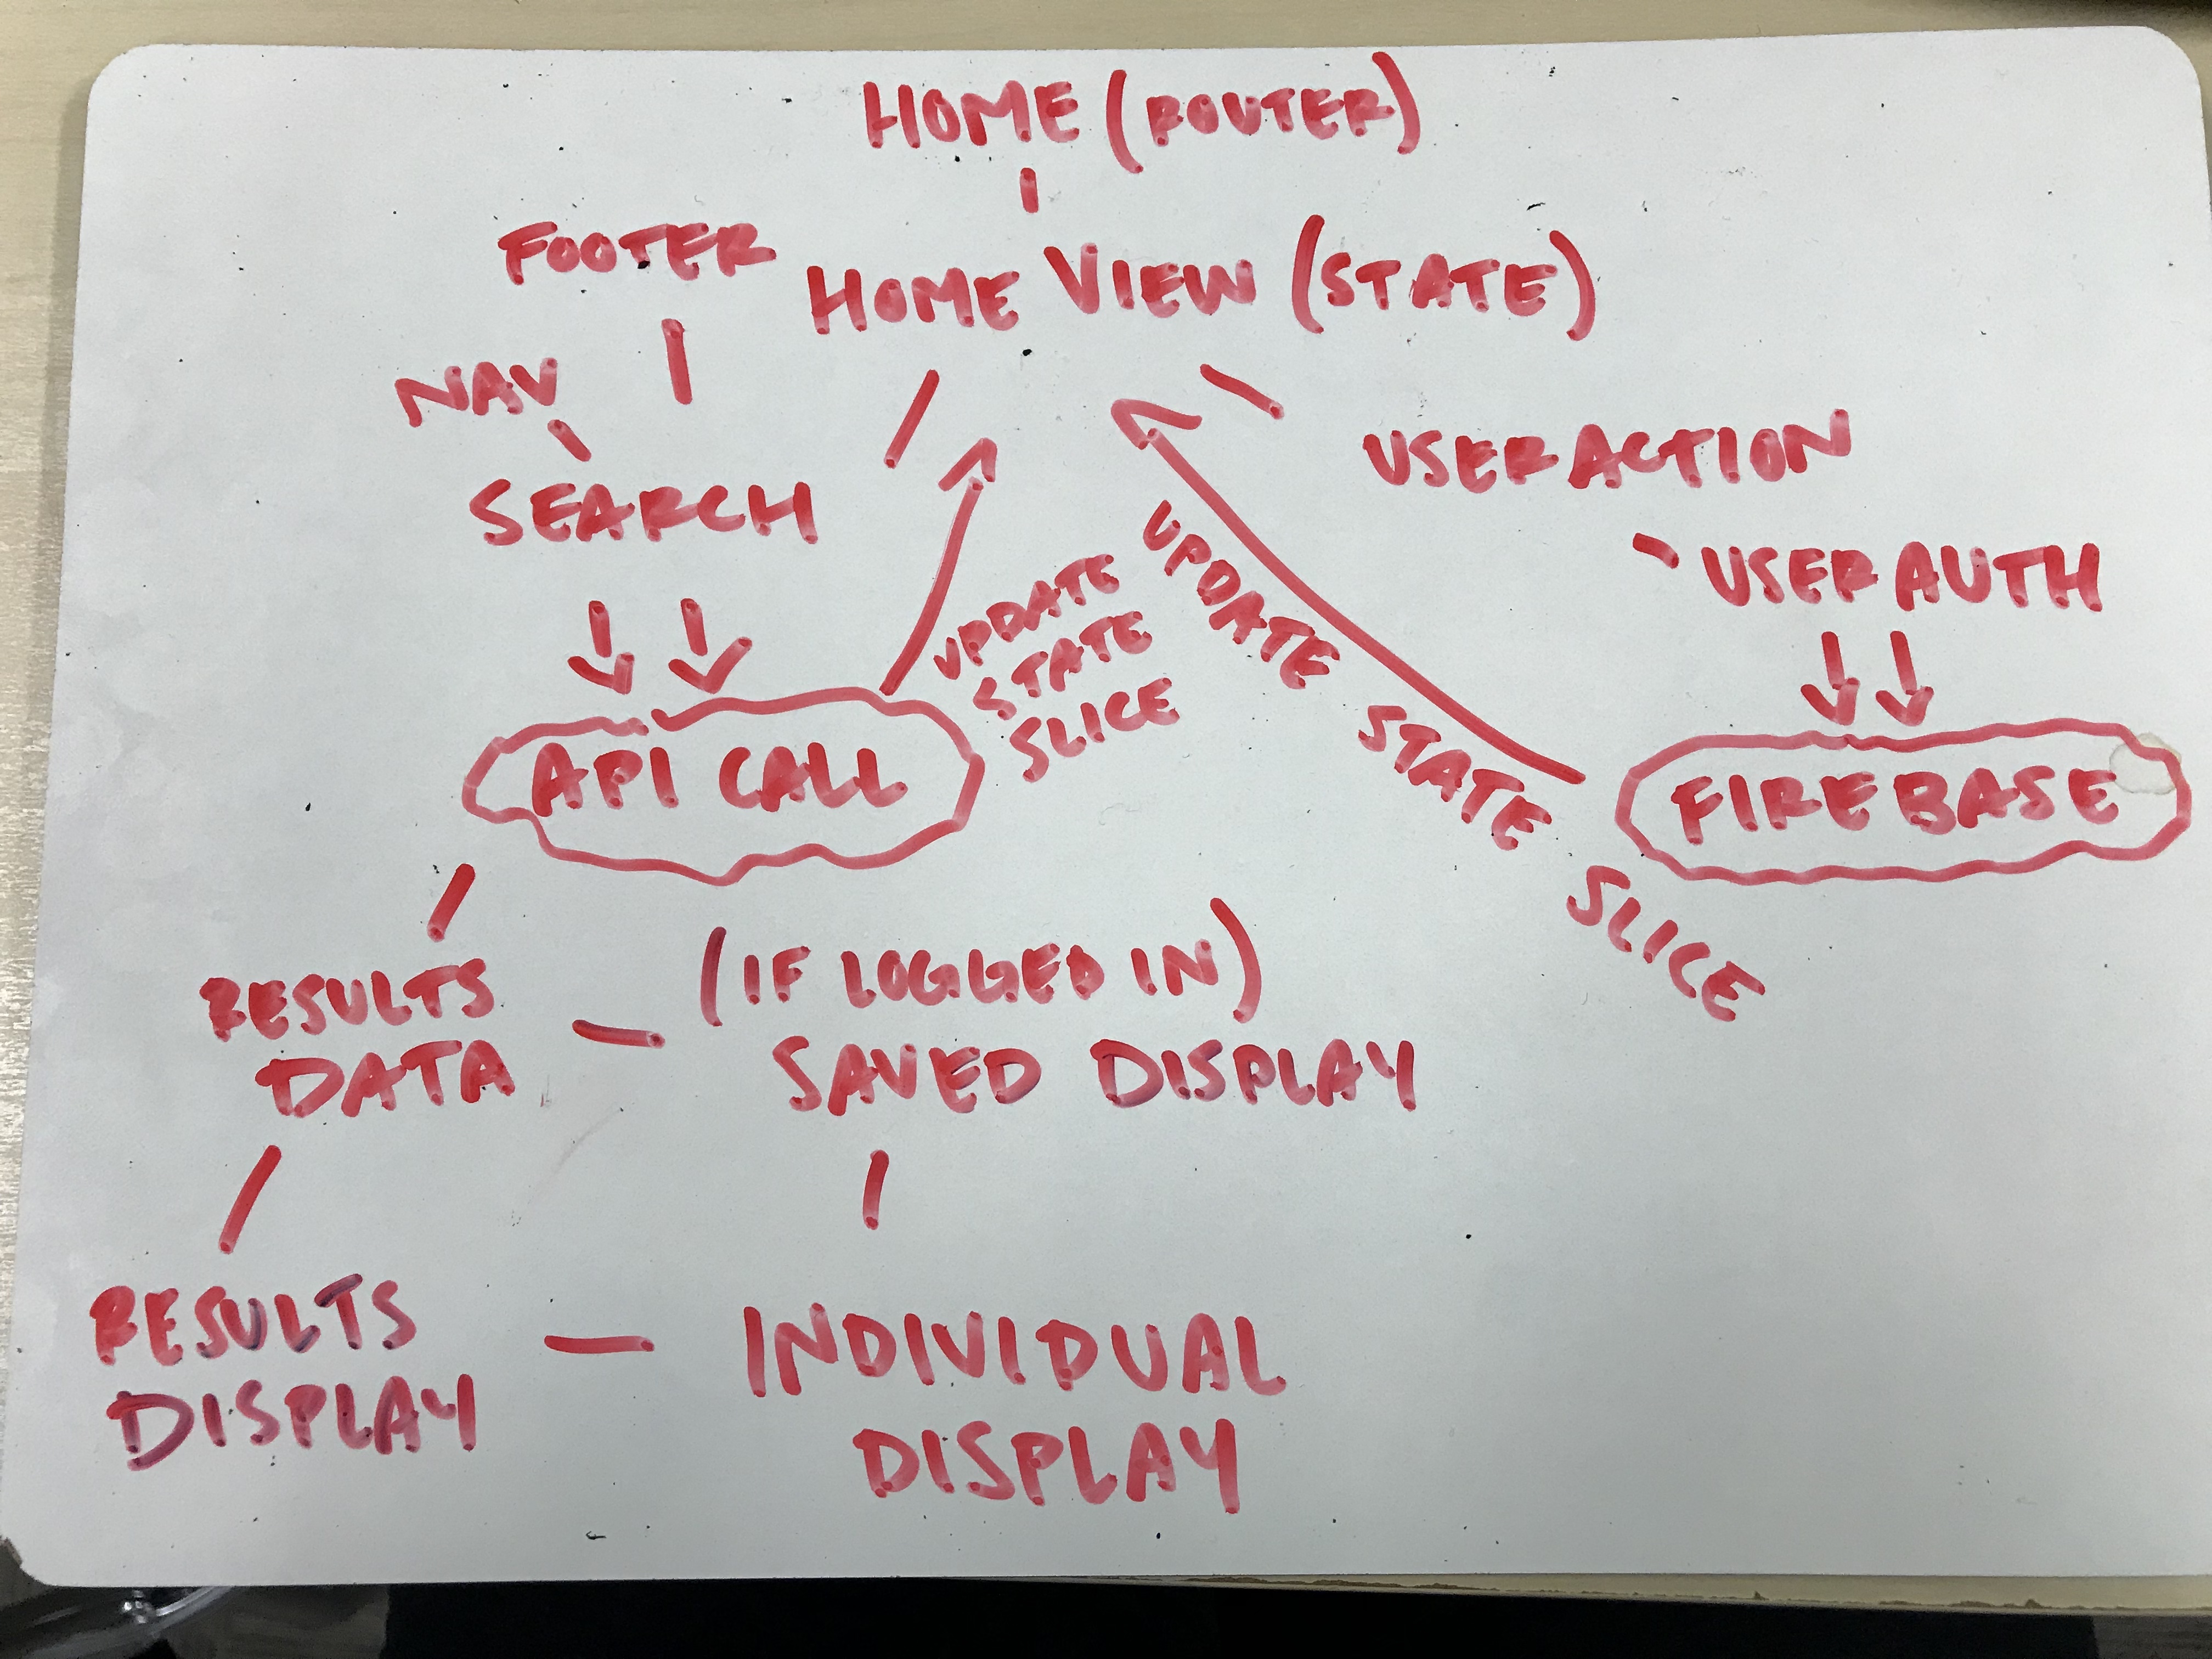 HOME (ROUTER)
FOOTER
HOME VIEW (STATE)
NAV
SEARCH
USER ACTION
USER AUTH
UPDATE
STATE
SLICE
UPDATE STATE SLICE
API CALL
FIREBASE
RESULTS
DATA
(IF LOGGED IN)
SAVED DISPLAY
RESULTS
DISPLAY
INDIVIDUAL
DISPLAY